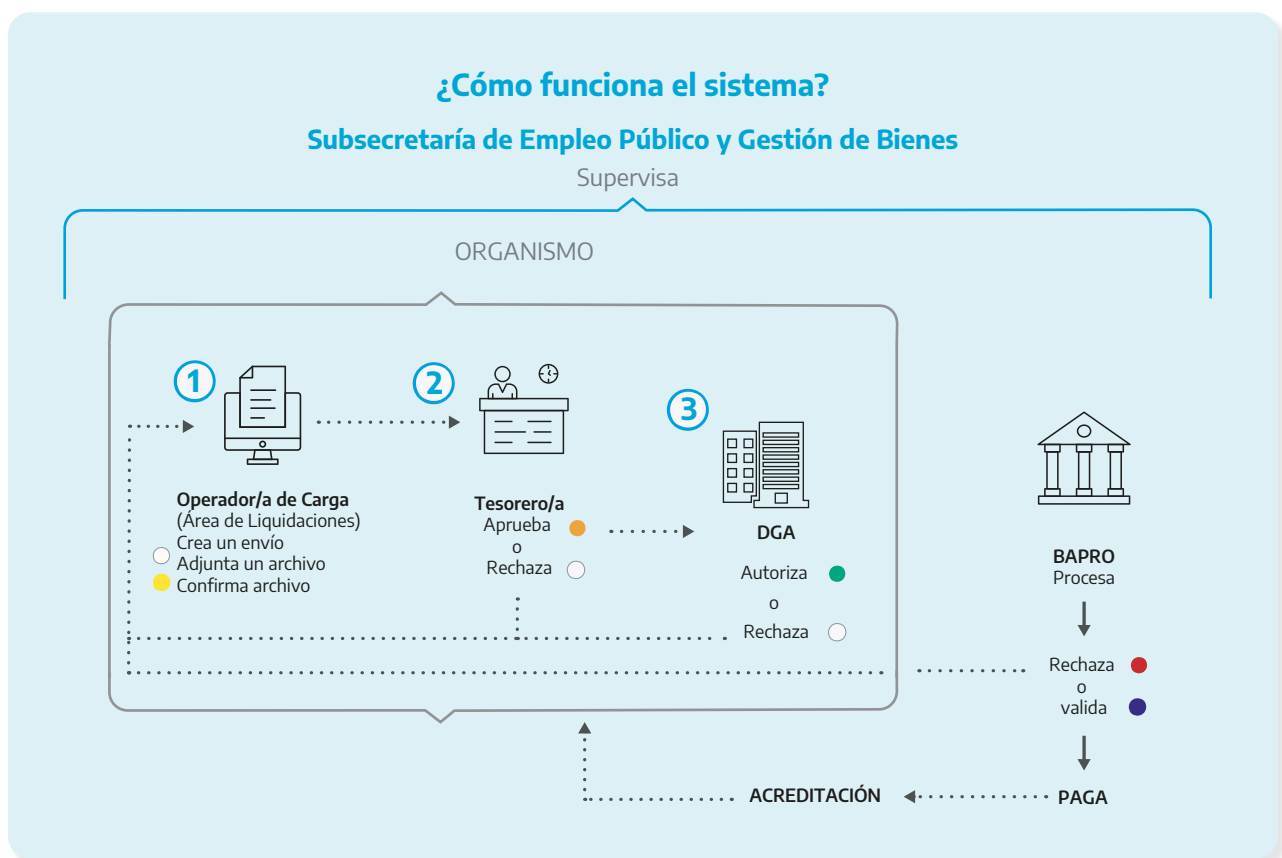 ¿Cómo funciona el sistema?
Subsecretaría de Empleo Público y Gestión de Bienes
Supervisa
ORGANISMO
1
Operador/a de Carga
(Área de Liquidaciones)
Crea un envío
Adjunta un archivo
Confirma archivo
2
Tesorero/a
Aprueba
o
Rechaza
3
DGA
Autoriza
o
Rechaza
BAPRO
Procesa
Rechaza
o
valida
PAGA
ACREDITACIÓN